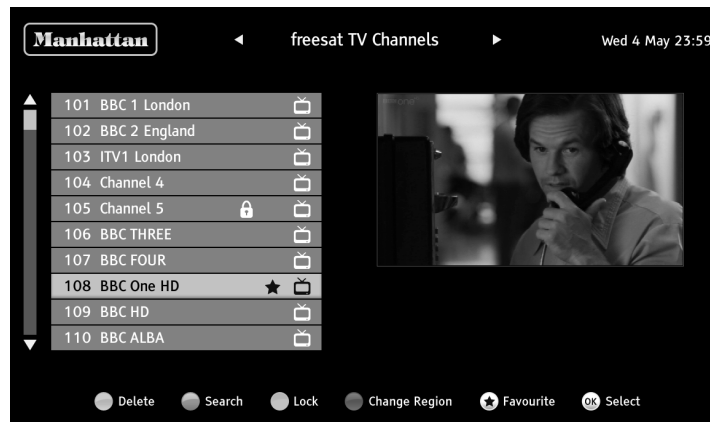 Manhattan
freesat TV Channels
Wed 4 May 23:59
101 BBC 1 London
102 BBC 2 England
103 ITV1 London
104 Channel 4
105 Channel 5
106 BBC THREE
107 BBC FOUR
108 BBC One HD
109 BBC HD
110 BBC ALBA
Delete
Search
Lock
Change Region
Favourite
OK Select